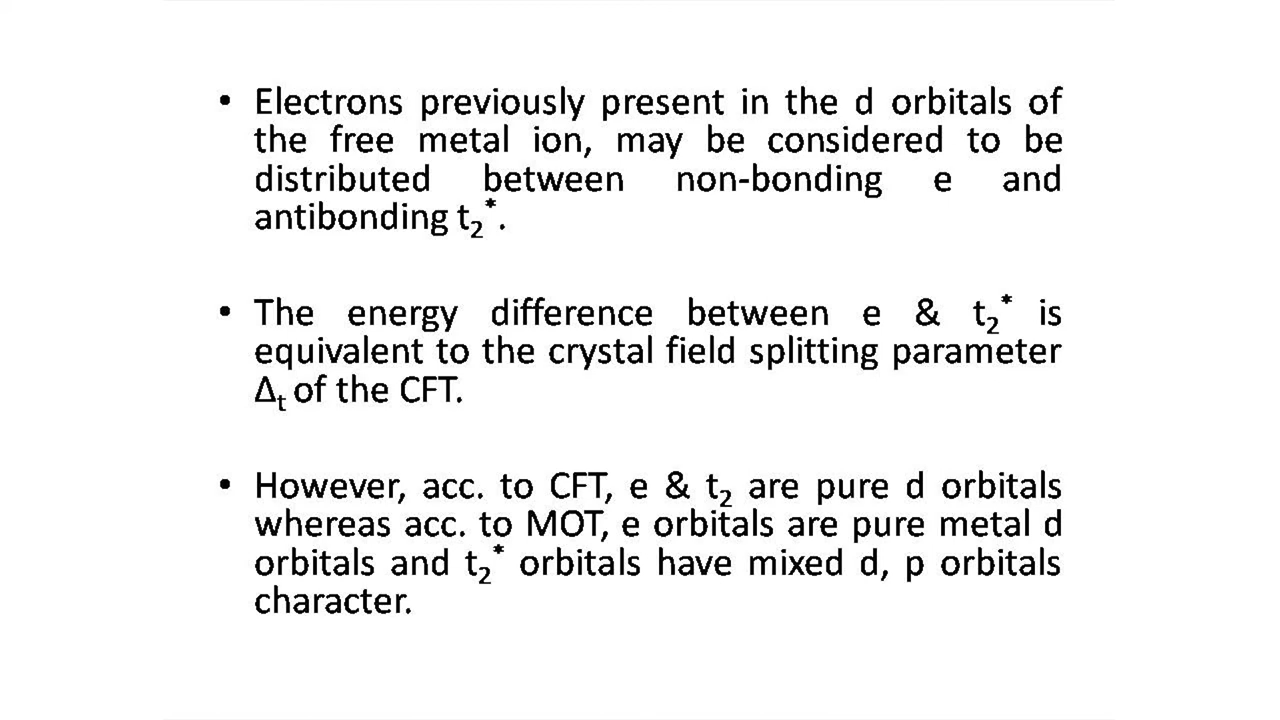 • Electrons previously present in the d orbitals of
the free metal ion, may be considered to be
distributed between non-bonding e and
antibonding t₂*.
• The energy difference between e & t₂* is
equivalent to the crystal field splitting parameter
Δₜ of the CFT.
• However, acc. to CFT, e & t₂ are pure d orbitals
whereas acc. to MOT, e orbitals are pure metal d
orbitals and t₂* orbitals have mixed d, p orbitals
character.